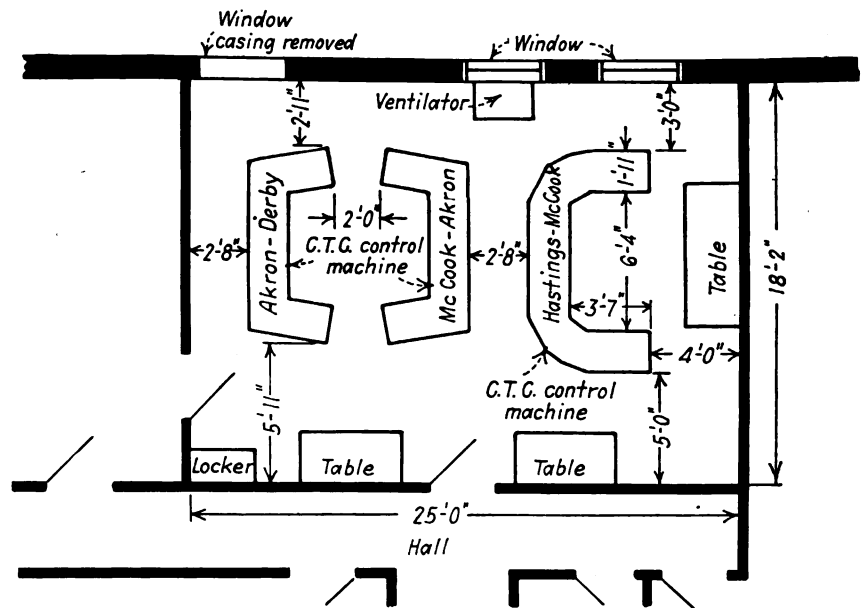 Window
casing removed
Window
Ventilator
2'-11"
3'-0"
1'-11"
Akron-Derby
2'-0"
McCook-Akron
Hastings-McCook
2'-8"
C.T.C. control
machine
2'-8"
6'-4"
3'-7"
Table
18'-2"
4'-0"
C.T.C. control
machine
5'-11"
5'-0"
Locker
Table
Table
25'-0"
Hall